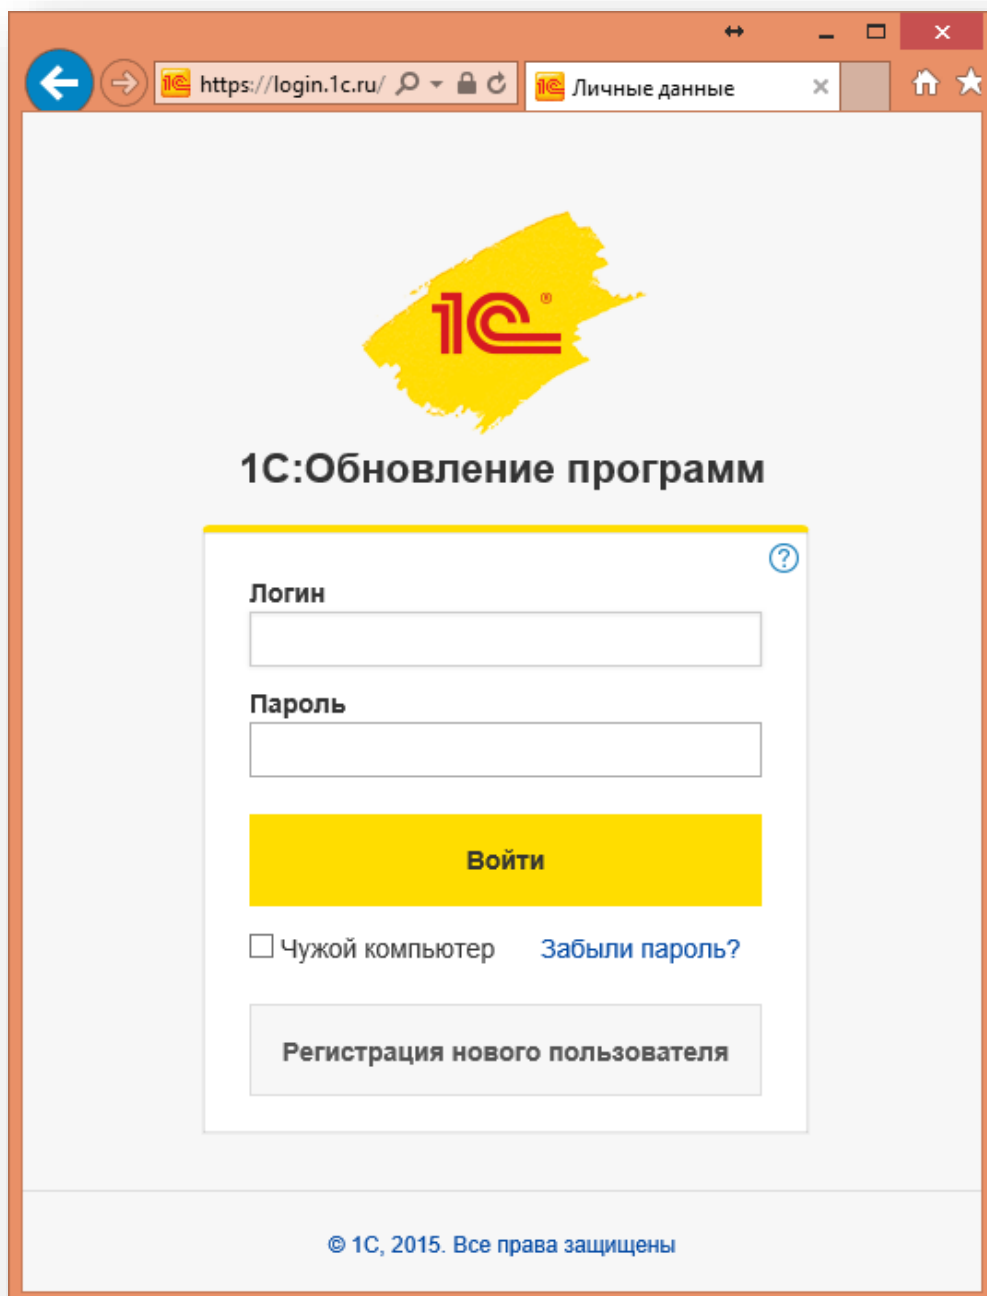 https://login.1c.ru/
Личные данные
1С®
1С:Обновление программ
?
Логин
Пароль
Войти
Чужой компьютер Забыли пароль?
Регистрация нового пользователя
© 1С, 2015. Все права защищены